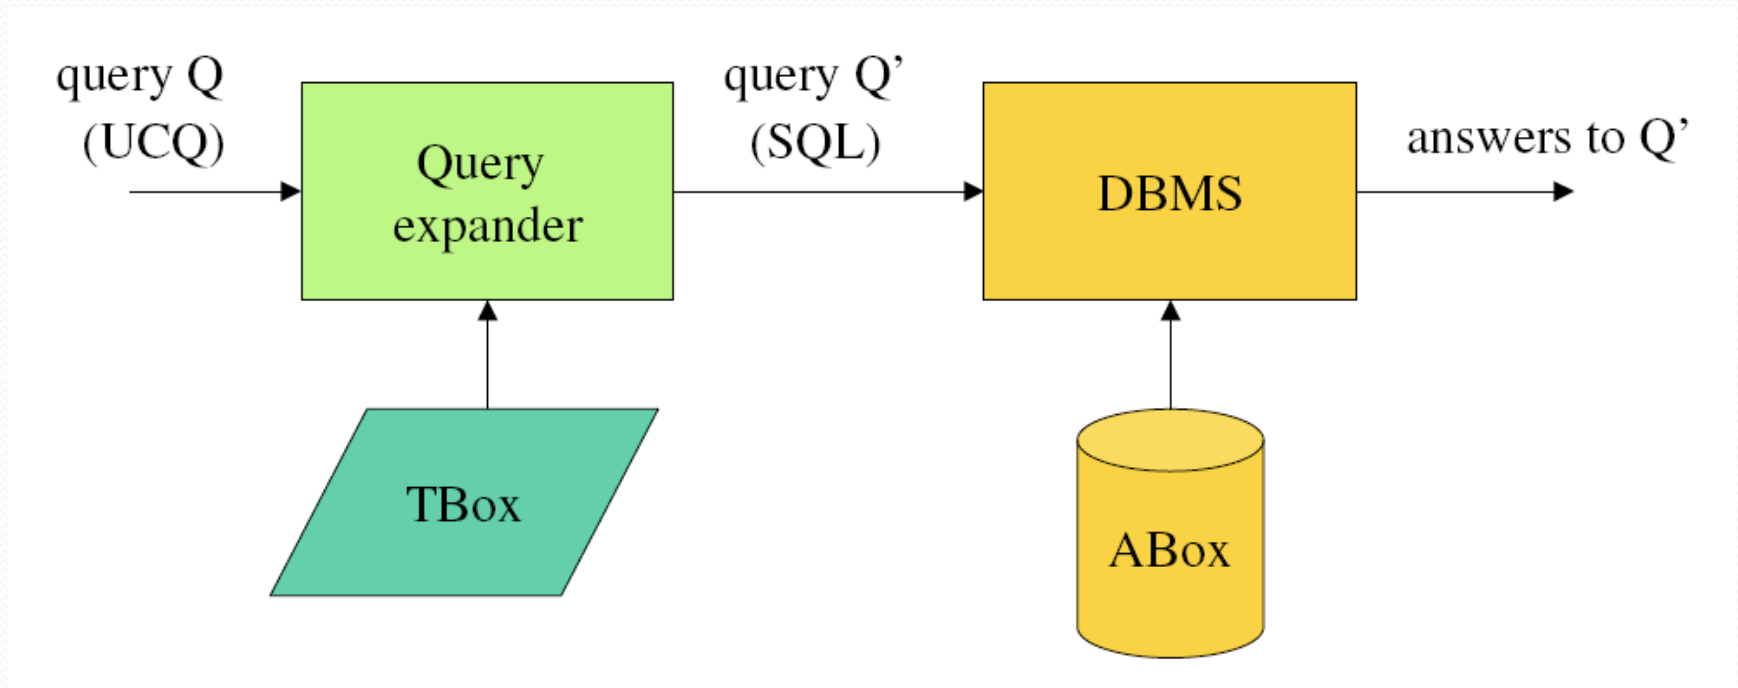 query Q
(UCQ)
Query
expander
query Q’
(SQL)
DBMS
answers to Q’
TBox
ABox